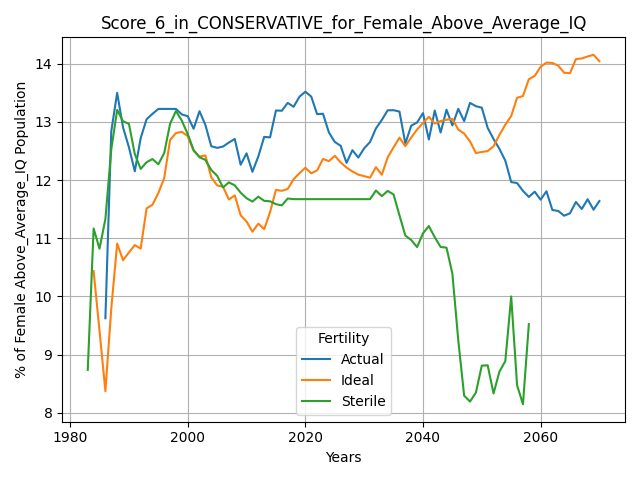 Score_6_in_CONSERVATIVE_for_Female_Above_Average_IQ
% of Female Above_Average_IQ Population
14
13
12
11
10
9
8
Fertility
Actual
Ideal
Sterile
1980
2000
2020
2040
2060
Years